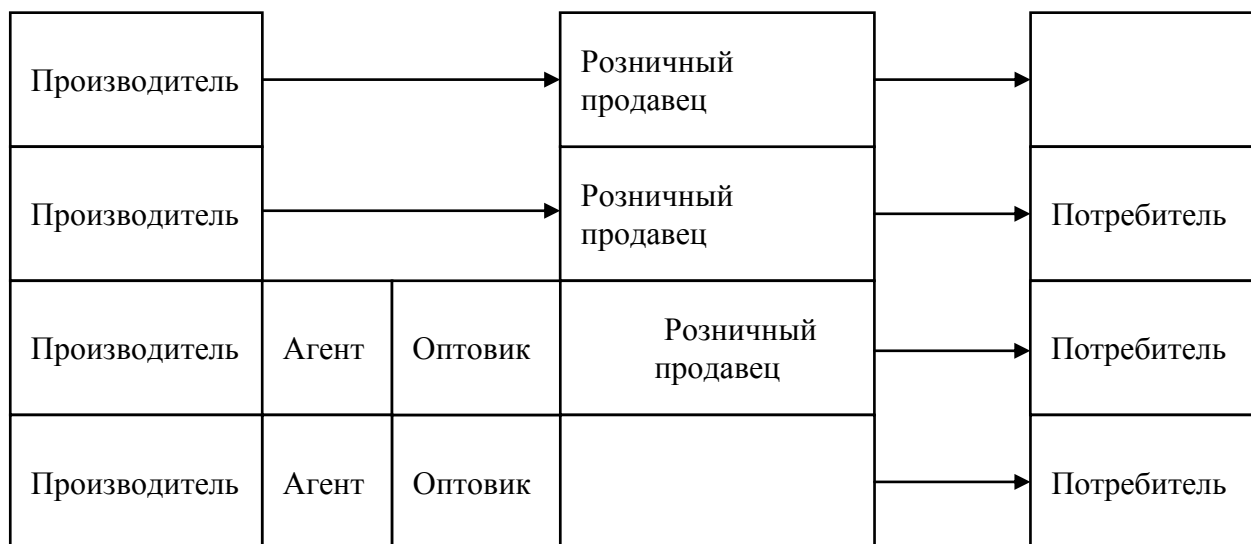 Производитель
Розничный
продавец
Производитель
Розничный
продавец
Потребитель
Производитель
Агент
Оптовик
Розничный
продавец
Потребитель
Производитель
Агент
Оптовик
Потребитель